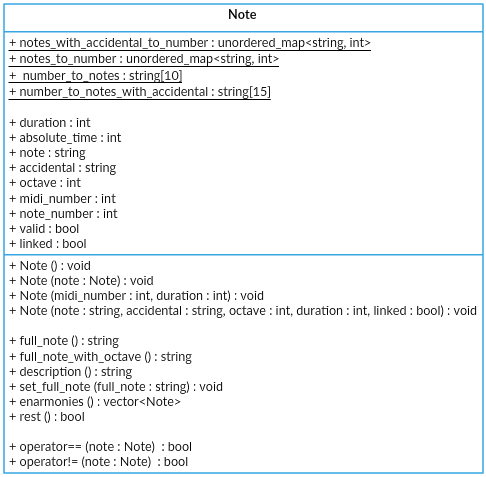 Note
+ notes_with_accidental_to_number : unordered_map<string, int>
+ notes_to_number : unordered_map<string, int>
+ number_to_notes : string[10]
+ number_to_notes_with_accidental : string[15]
+ duration : int
+ absolute_time : int
+ note : string
+ accidental : string
+ octave : int
+ midi_number : int
+ note_number : int
+ valid : bool
+ linked : bool
+ Note () : void
+ Note (note : Note) : void
+ Note (midi_number : int, duration : int) : void
+ Note (note : string, accidental : string, octave : int, duration : int, linked : bool) : void
+ full_note () : string
+ full_note_with_octave () : string
+ description () : string
+ set_full_note (full_note : string) : void
+ enarmonies () : vector<Note>
+ rest () : bool
+ operator== (note : Note) : bool
+ operator!= (note : Note) : bool